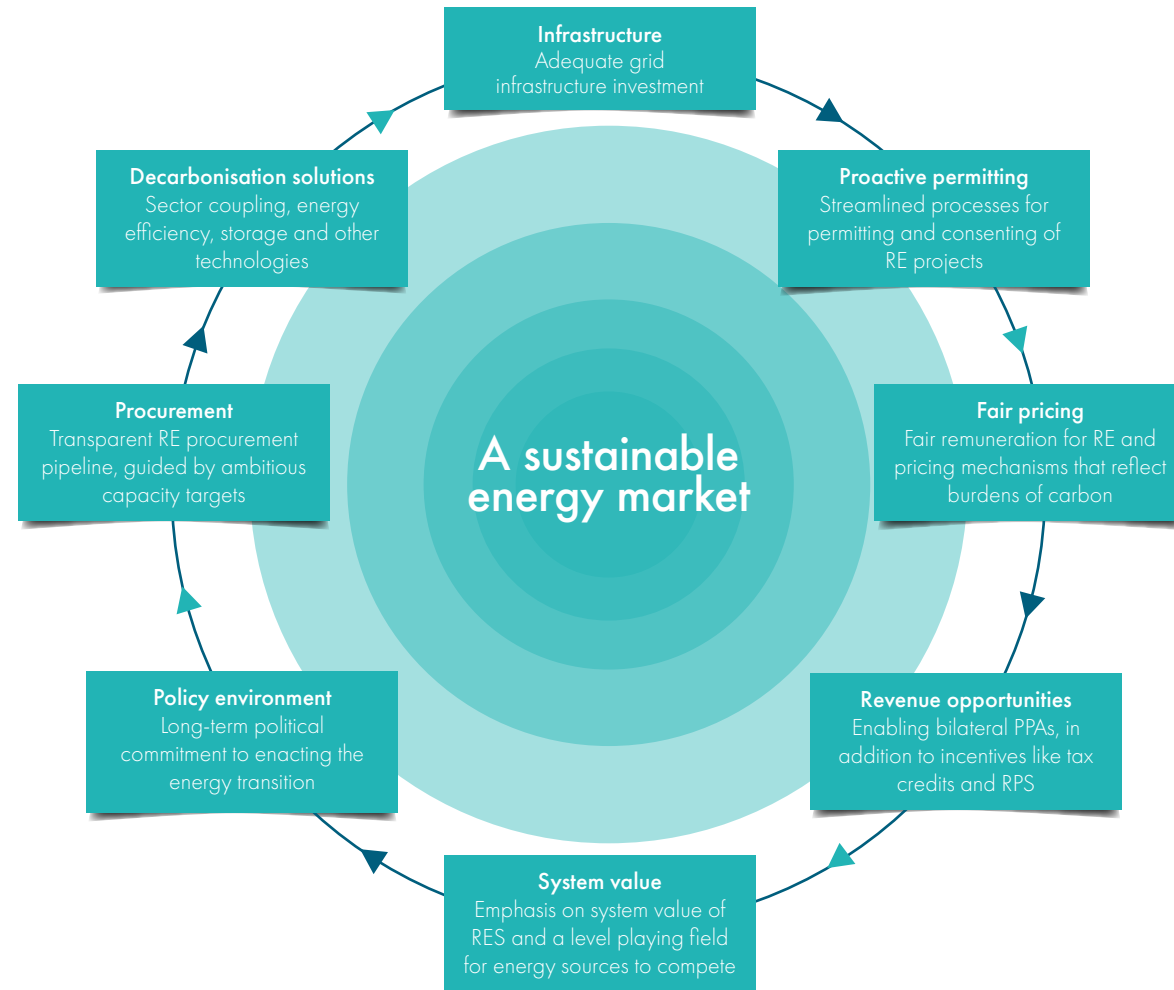 Infrastructure
Adequate grid
infrastructure investment
Proactive permitting
Streamlined processes for
permitting and consenting of
RE projects
Fair pricing
Fair remuneration for RE and
pricing mechanisms that reflect
burdens of carbon
Revenue opportunities
Enabling bilateral PPAs, in
addition to incentives like tax
credits and RPS
System value
Emphasis on system value of
RES and a level playing field
for energy sources to compete
Policy environment
Long-term political
commitment to enacting the
energy transition
Procurement
Transparent RE procurement
pipeline, guided by ambitious
capacity targets
Decarbonisation solutions
Sector coupling, energy
efficiency, storage and other
technologies
A sustainable
energy market